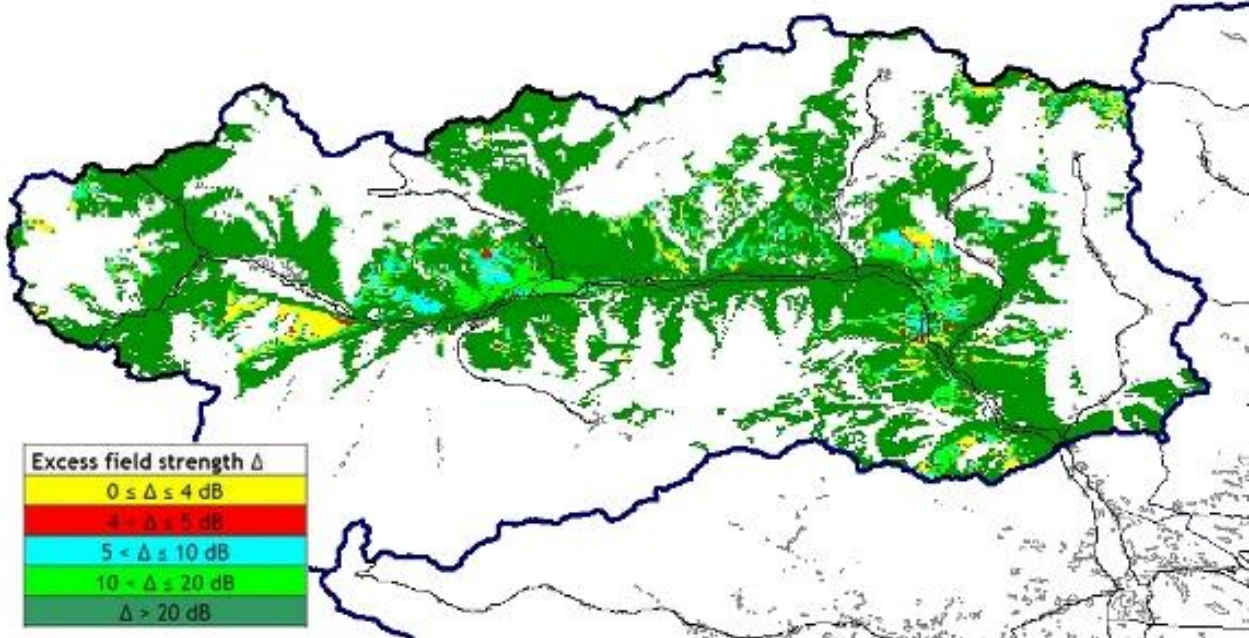 Excess field strength Δ
0 ≤ Δ ≤ 4 dB
4 < Δ ≤ 5 dB
5 < Δ ≤ 10 dB
10 < Δ ≤ 20 dB
Δ > 20 dB